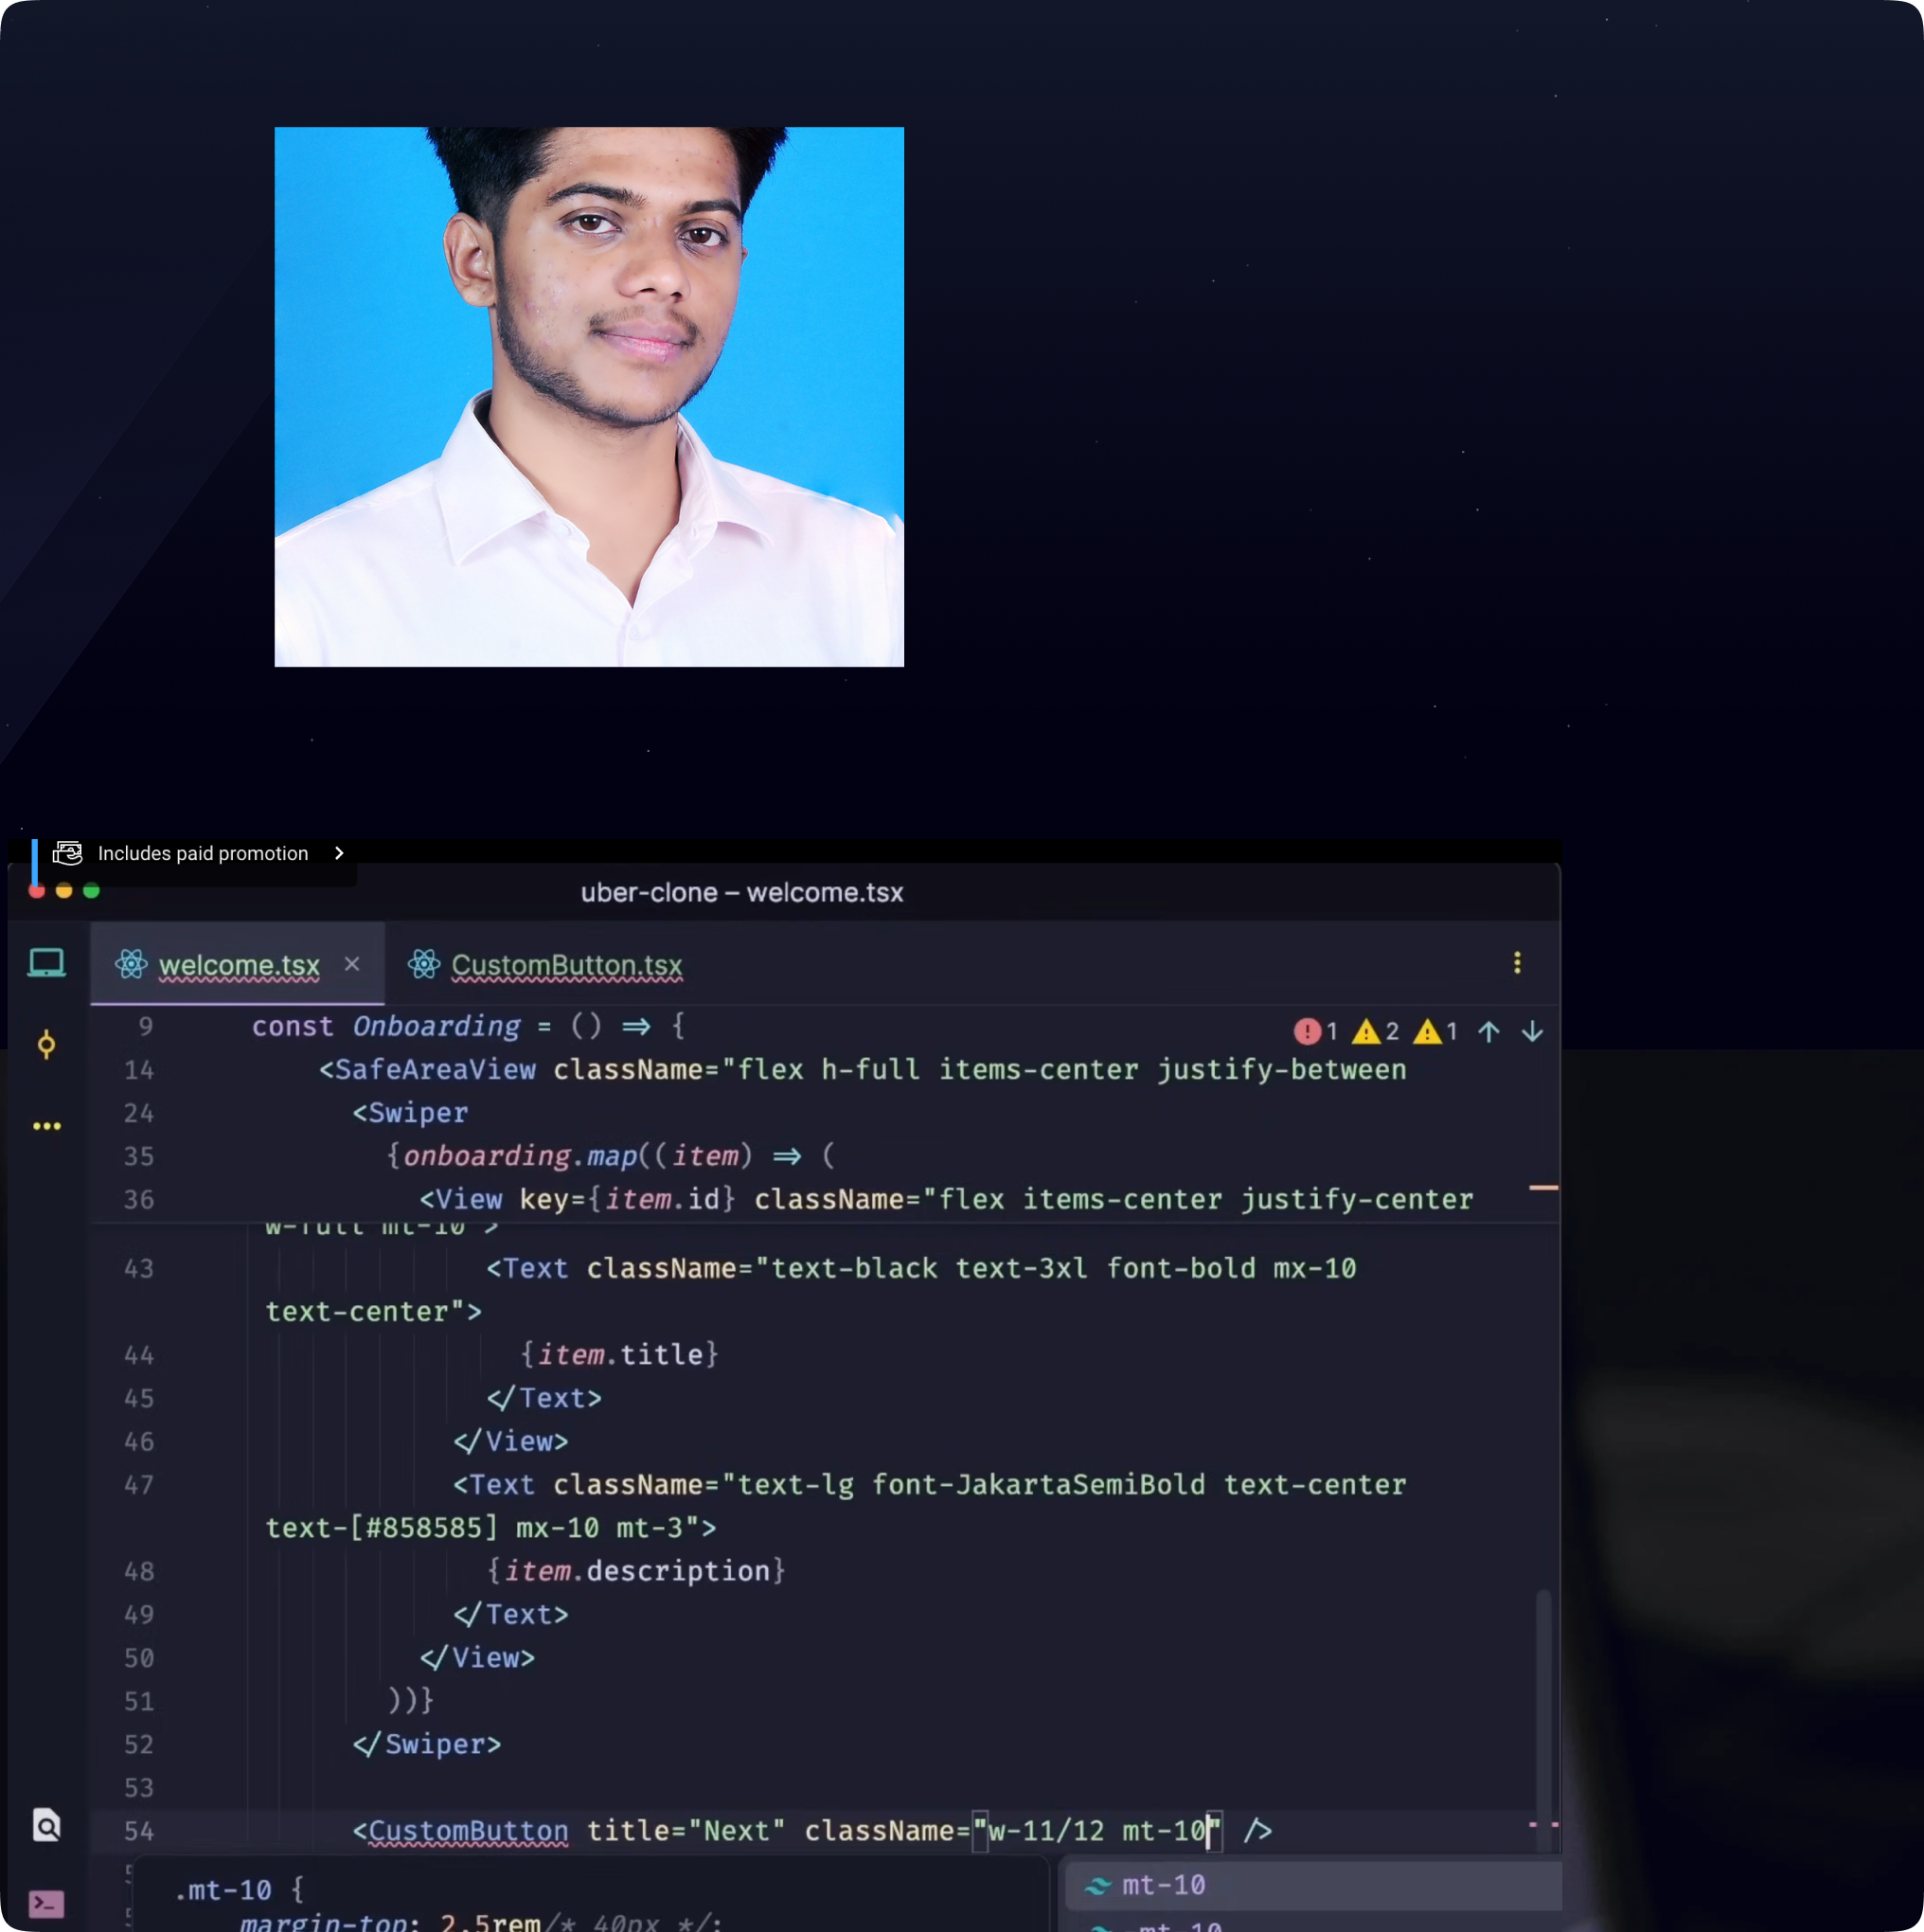 Includes paid promotion
uber-clone – welcome.tsx
welcome.tsx ×
CustomButton.tsx
9 const Onboarding = () => {
1 2 1
14 <SafeAreaView className="flex h-full items-center justify-between
24 <Swiper
35 {onboarding.map((item) => (
36 <View key={item.id} className="flex items-center justify-center
w-full mt-10">
43 <Text className="text-black text-3xl font-bold mx-10
text-center">
44 {item.title}
45 </Text>
46 </View>
47 <Text className="text-lg font-JakartaSemiBold text-center
text-[#858585] mx-10 mt-3">
48 {item.description}
49 </Text>
50 </View>
51 ))}
52 </Swiper>
53
54 <CustomButton title="Next" className="w-11/12 mt-10" />
.mt-10 {
margin-top: 2.5rem/* 40px */;
mt-10
-mt-10